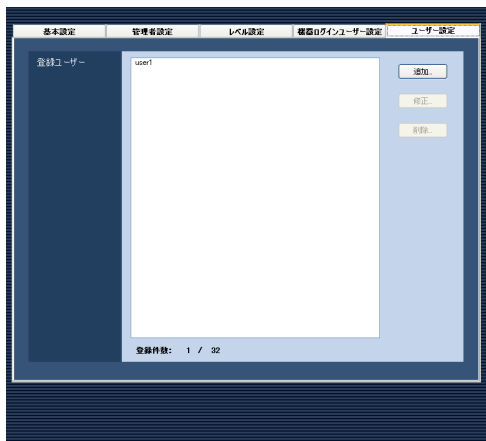 基本設定 管理者設定 レベル設定 機器ログインユーザー設定 ユーザー設定
登録ユーザー
user1
追加...
修正...
削除...
登録件数: 1 / 32